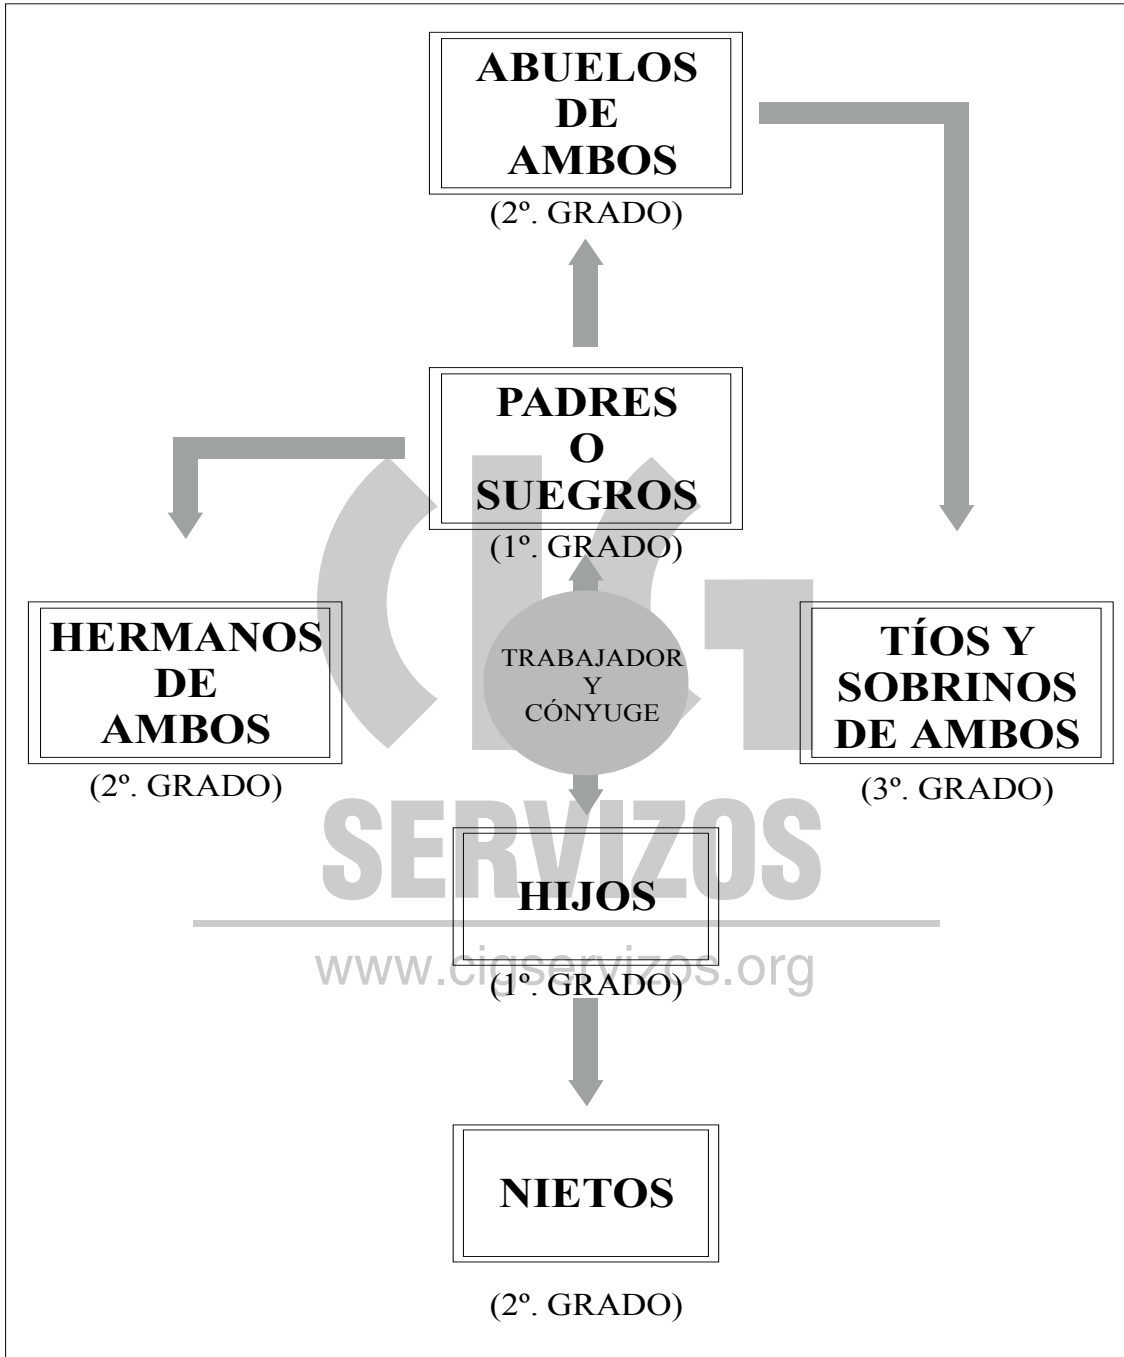 ABUELOS
DE
AMBOS
(2º. GRADO)
PADRES
O
SUEGROS
(1º. GRADO)
HERMANOS
DE
AMBOS
(2º. GRADO)
TRABAJADOR
Y
CÓNYUGE
TÍOS Y
SOBRINOS
DE AMBOS
(3º. GRADO)
CIG
SERVIZOS
HIJOS
www.cigservizos.org
(1º. GRADO)
NIETOS
(2º. GRADO)